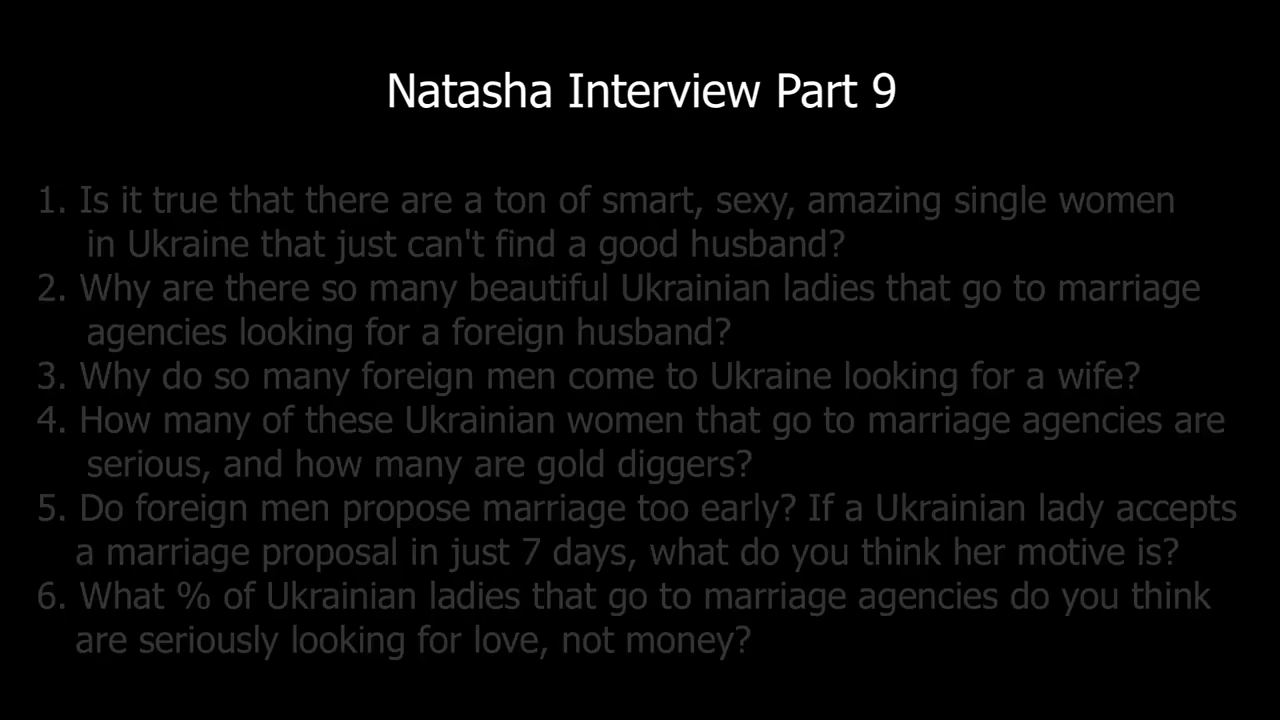 Natasha Interview Part 9
1. Is it true that there are a ton of smart, sexy, amazing single women
in Ukraine that just can't find a good husband?
2. Why are there so many beautiful Ukrainian ladies that go to marriage
agencies looking for a foreign husband?
3. Why do so many foreign men come to Ukraine looking for a wife?
4. How many of these Ukrainian women that go to marriage agencies are
serious, and how many are gold diggers?
5. Do foreign men propose marriage too early? If a Ukrainian lady accepts
a marriage proposal in just 7 days, what do you think her motive is?
6. What % of Ukrainian ladies that go to marriage agencies do you think
are seriously looking for love, not money?